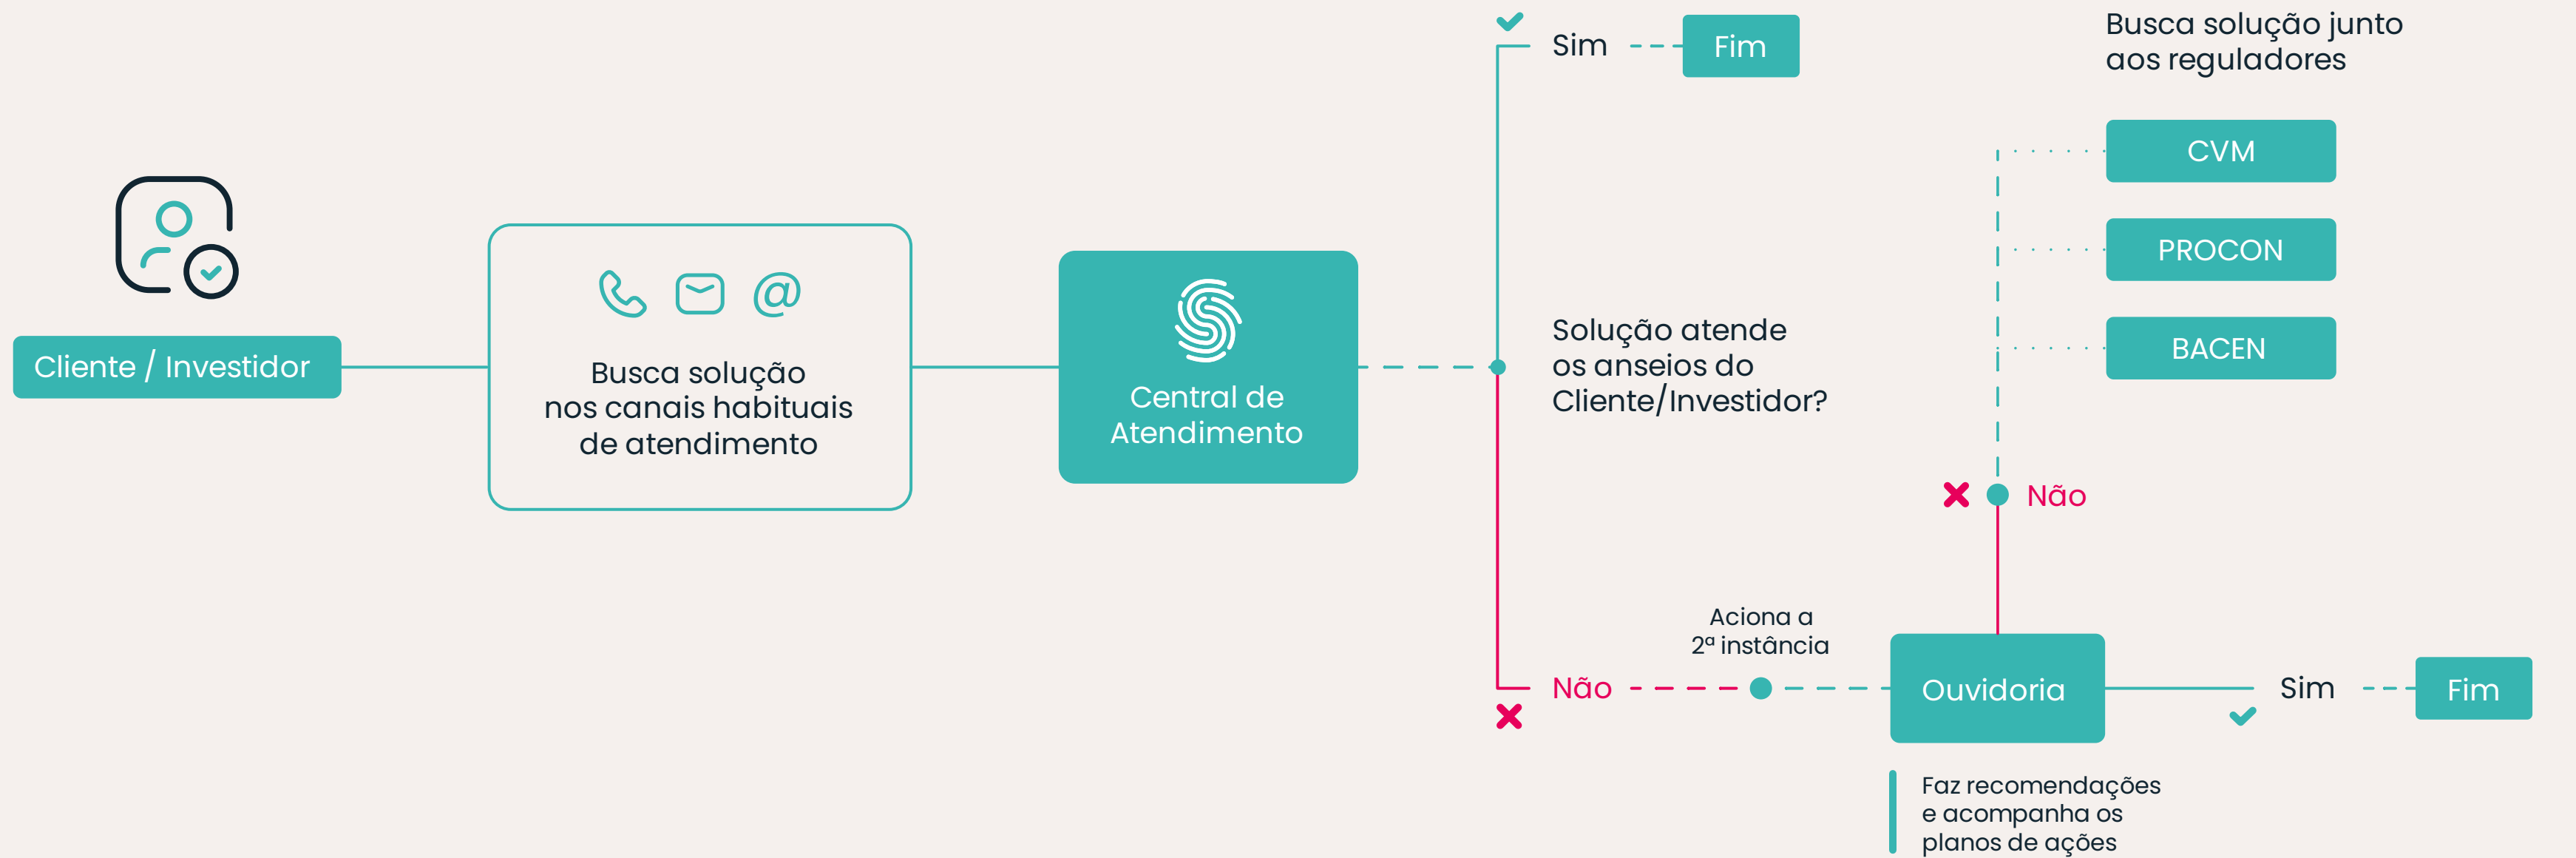 Cliente / Investidor
@
Busca solução
nos canais habituais
de atendimento
Central de
Atendimento
Sim
Fim
Solução atende
os anseios do
Cliente/Investidor?
Não
Aciona a
2ª instância
Ouvidoria
Faz recomendações
e acompanha os
planos de ações
Sim
Fim
Não
Busca solução junto
aos reguladores
CVM
PROCON
BACEN